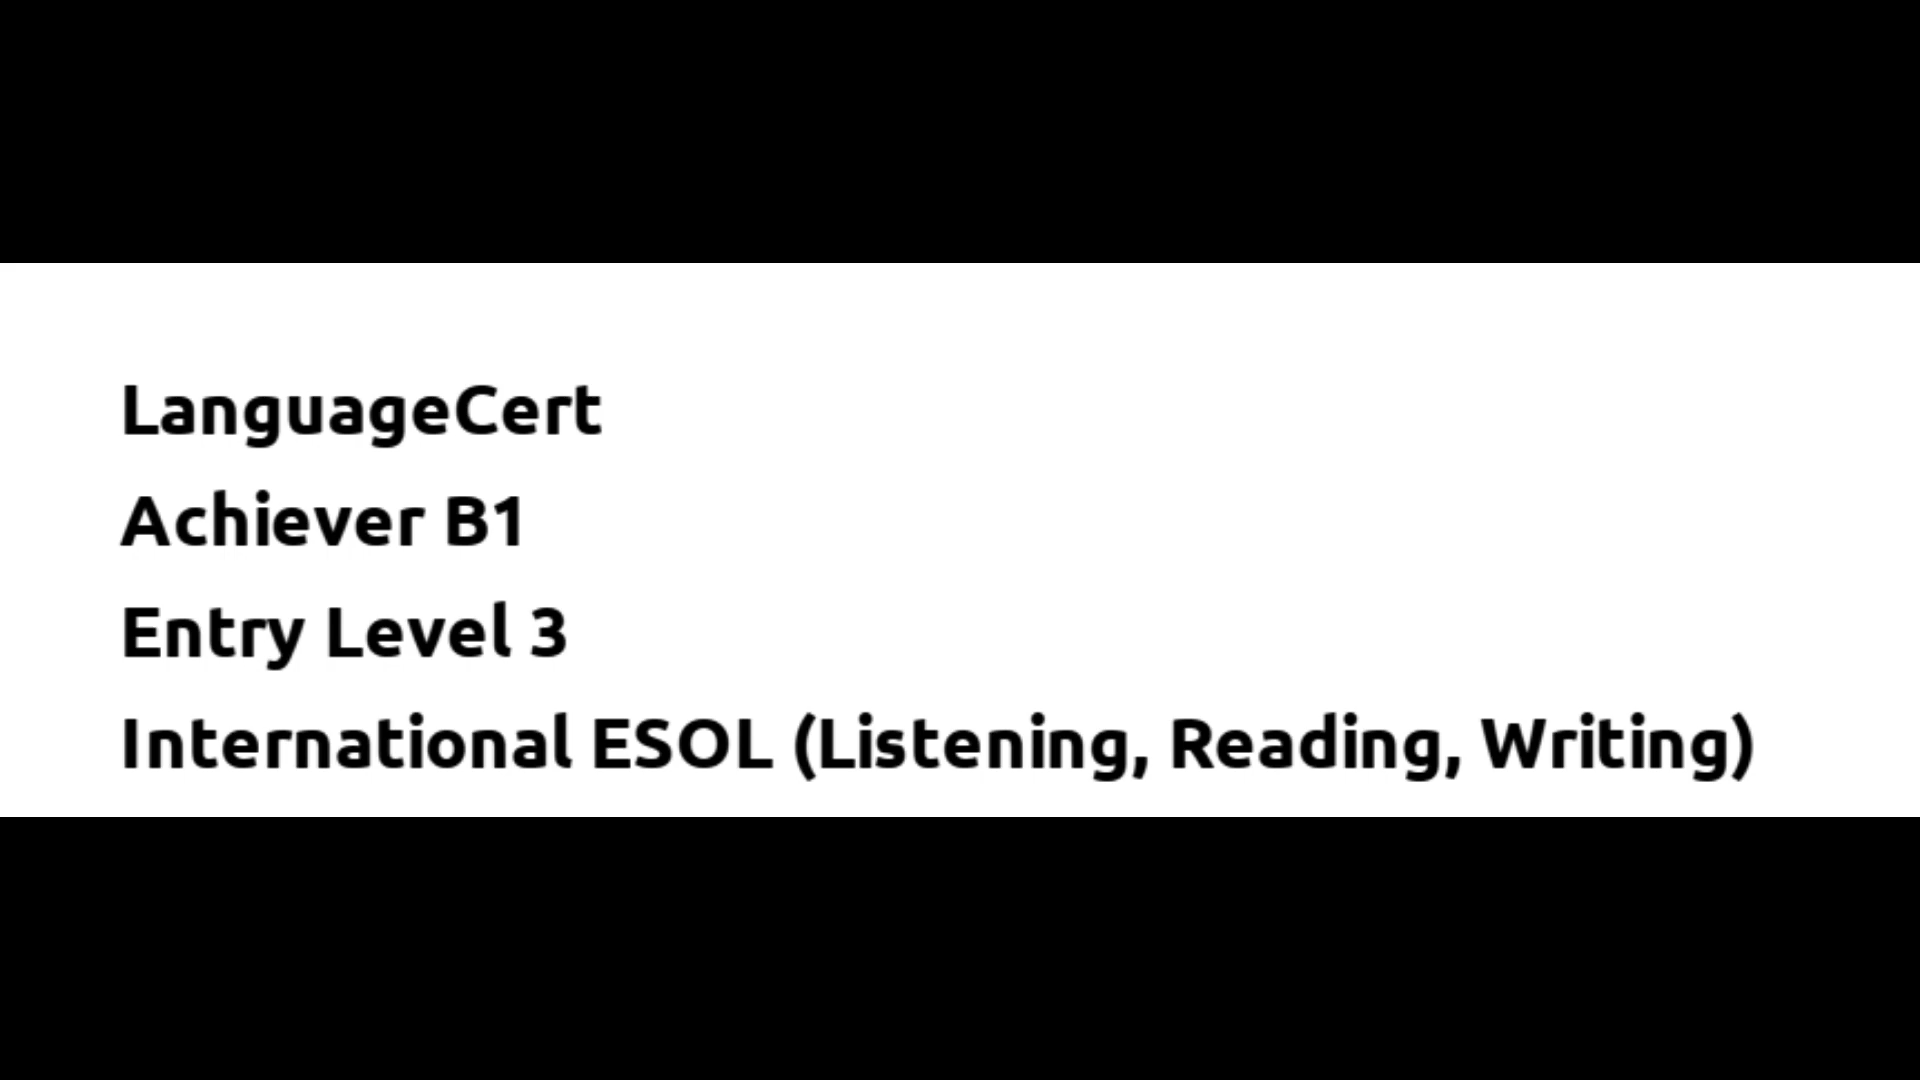 LanguageCert
Achiever B1
Entry Level 3
International ESOL (Listening, Reading, Writing)